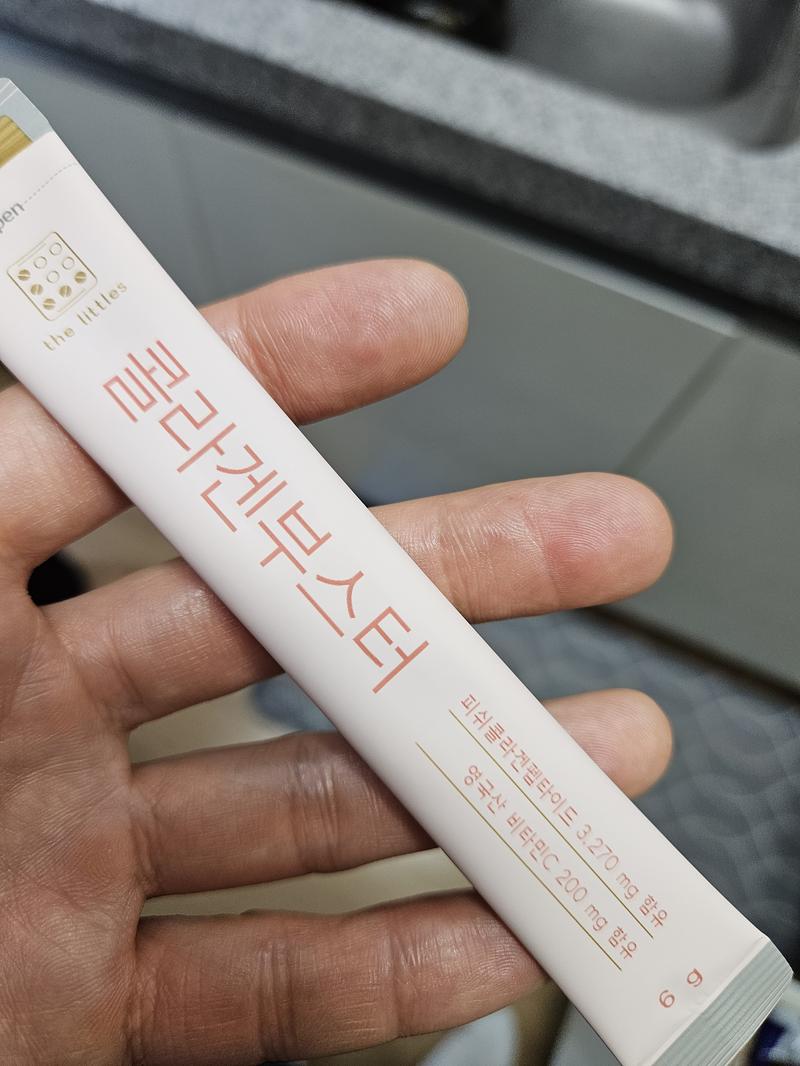 the littles
콜라겐부스터
피쉬콜라겐펩타이드 3,270 mg 함유
영국산 비타민C 200 mg 함유
6 g